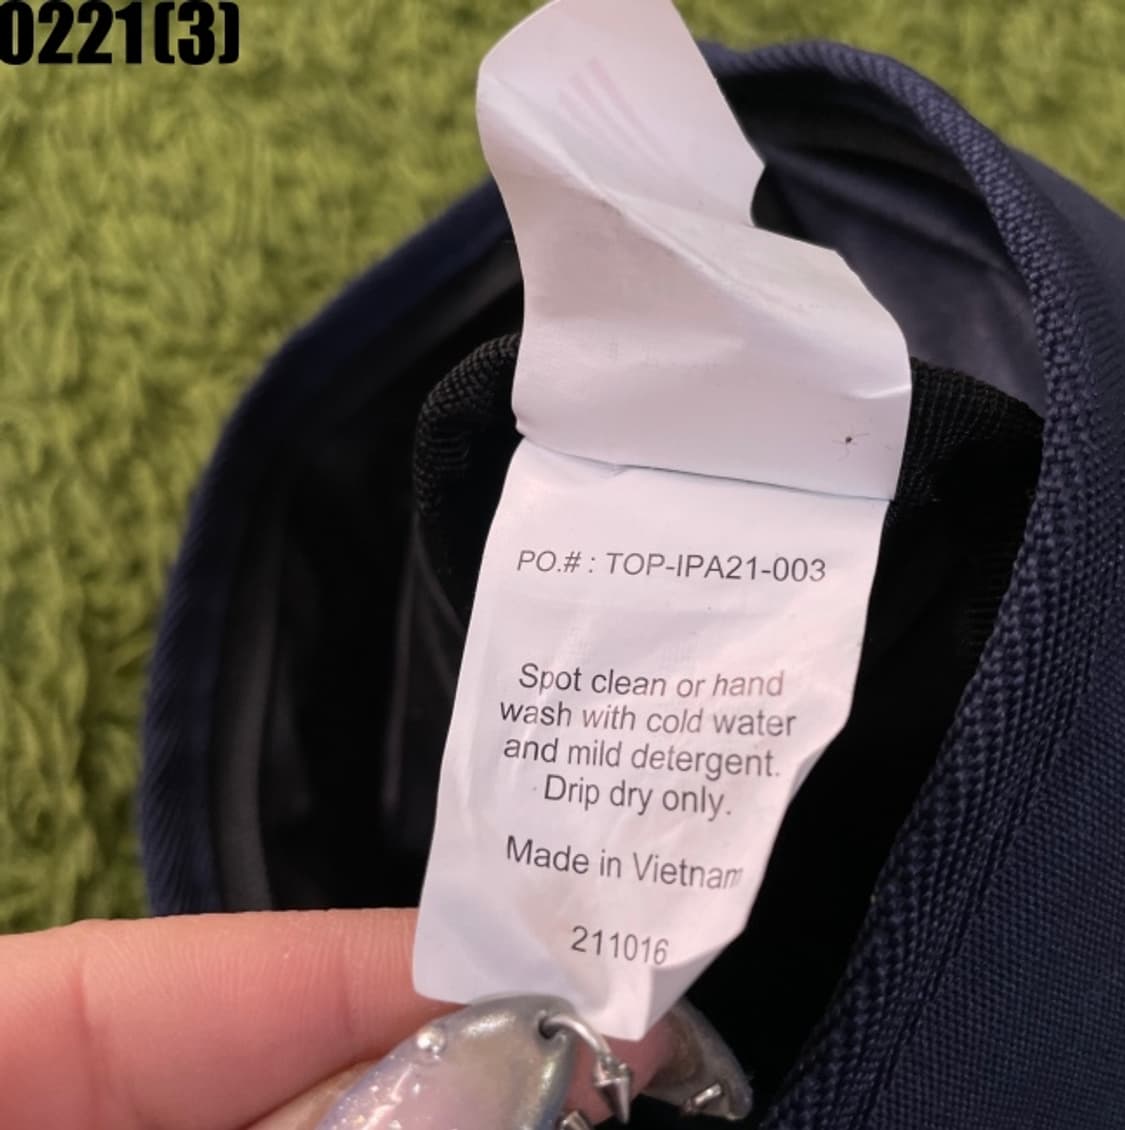 0221(3)
PO.# : TOP-IPA21-003
Spot clean or hand
wash with cold water
and mild detergent.
Drip dry only.
Made in Vietnam
211016